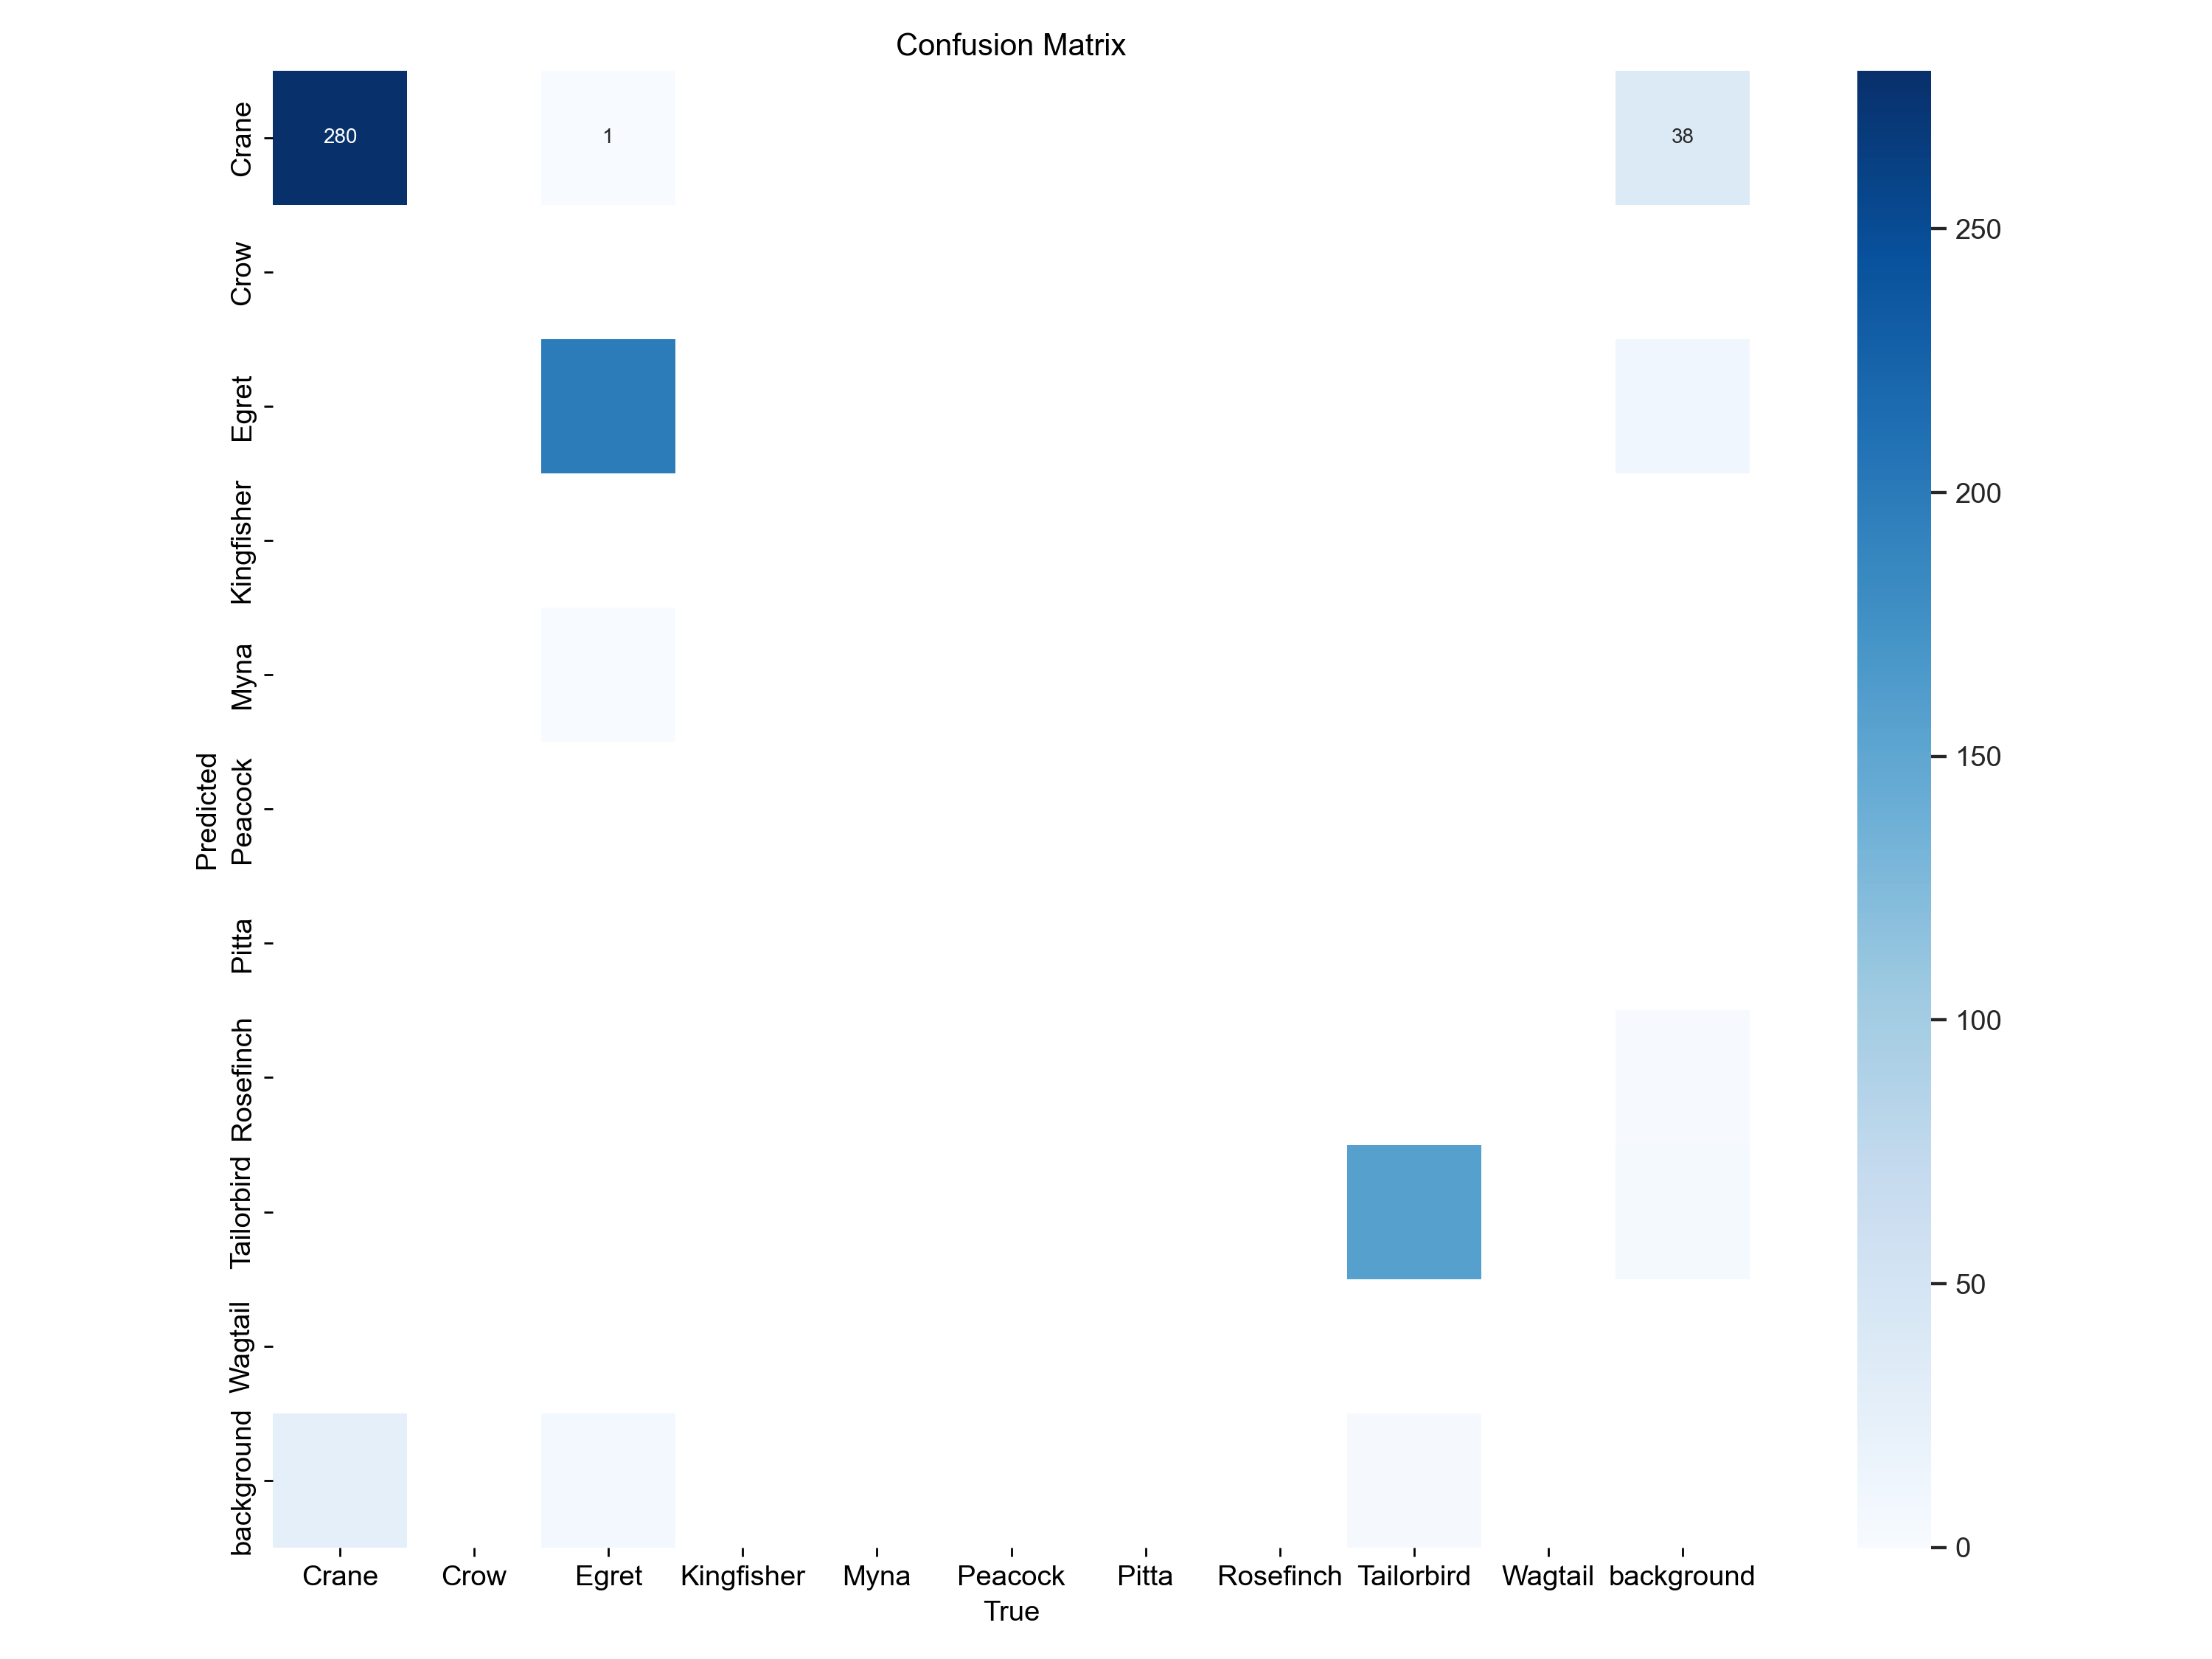 Confusion Matrix
Crane
280
1
38
Crow
Egret
Kingfisher
Myna
Peacock
Pitta
Rosefinch
Tailorbird
Wagtail
background
Predicted
Crane
Crow
Egret
Kingfisher
Myna
Peacock
Pitta
Rosefinch
Tailorbird
Wagtail
background
True
250
200
150
100
50
0